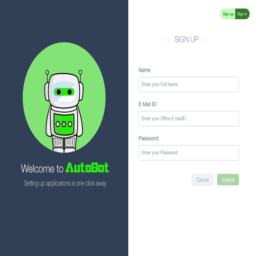 Sign up Sign in
SIGN UP
Name
Enter your Full Name
E Mail ID
Enter your Office E mailID
Password
Enter your Password
Cancel Submit
Welcome to AutoBot
Setting up applications is one click away